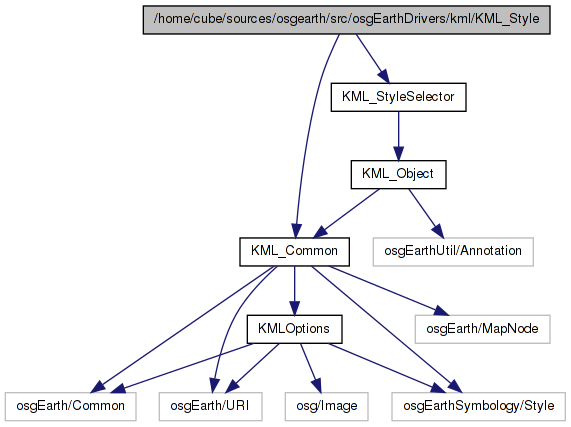 /home/cube/sources/osgearth/src/osgEarthDrivers/kml/KML_Style
KML_StyleSelector
KML_Object
KML_Common
osgEarthUtil/Annotation
KMLOptions
osgEarth/MapNode
osgEarth/Common
osgEarth/URI
osg/Image
osgEarthSymbology/Style